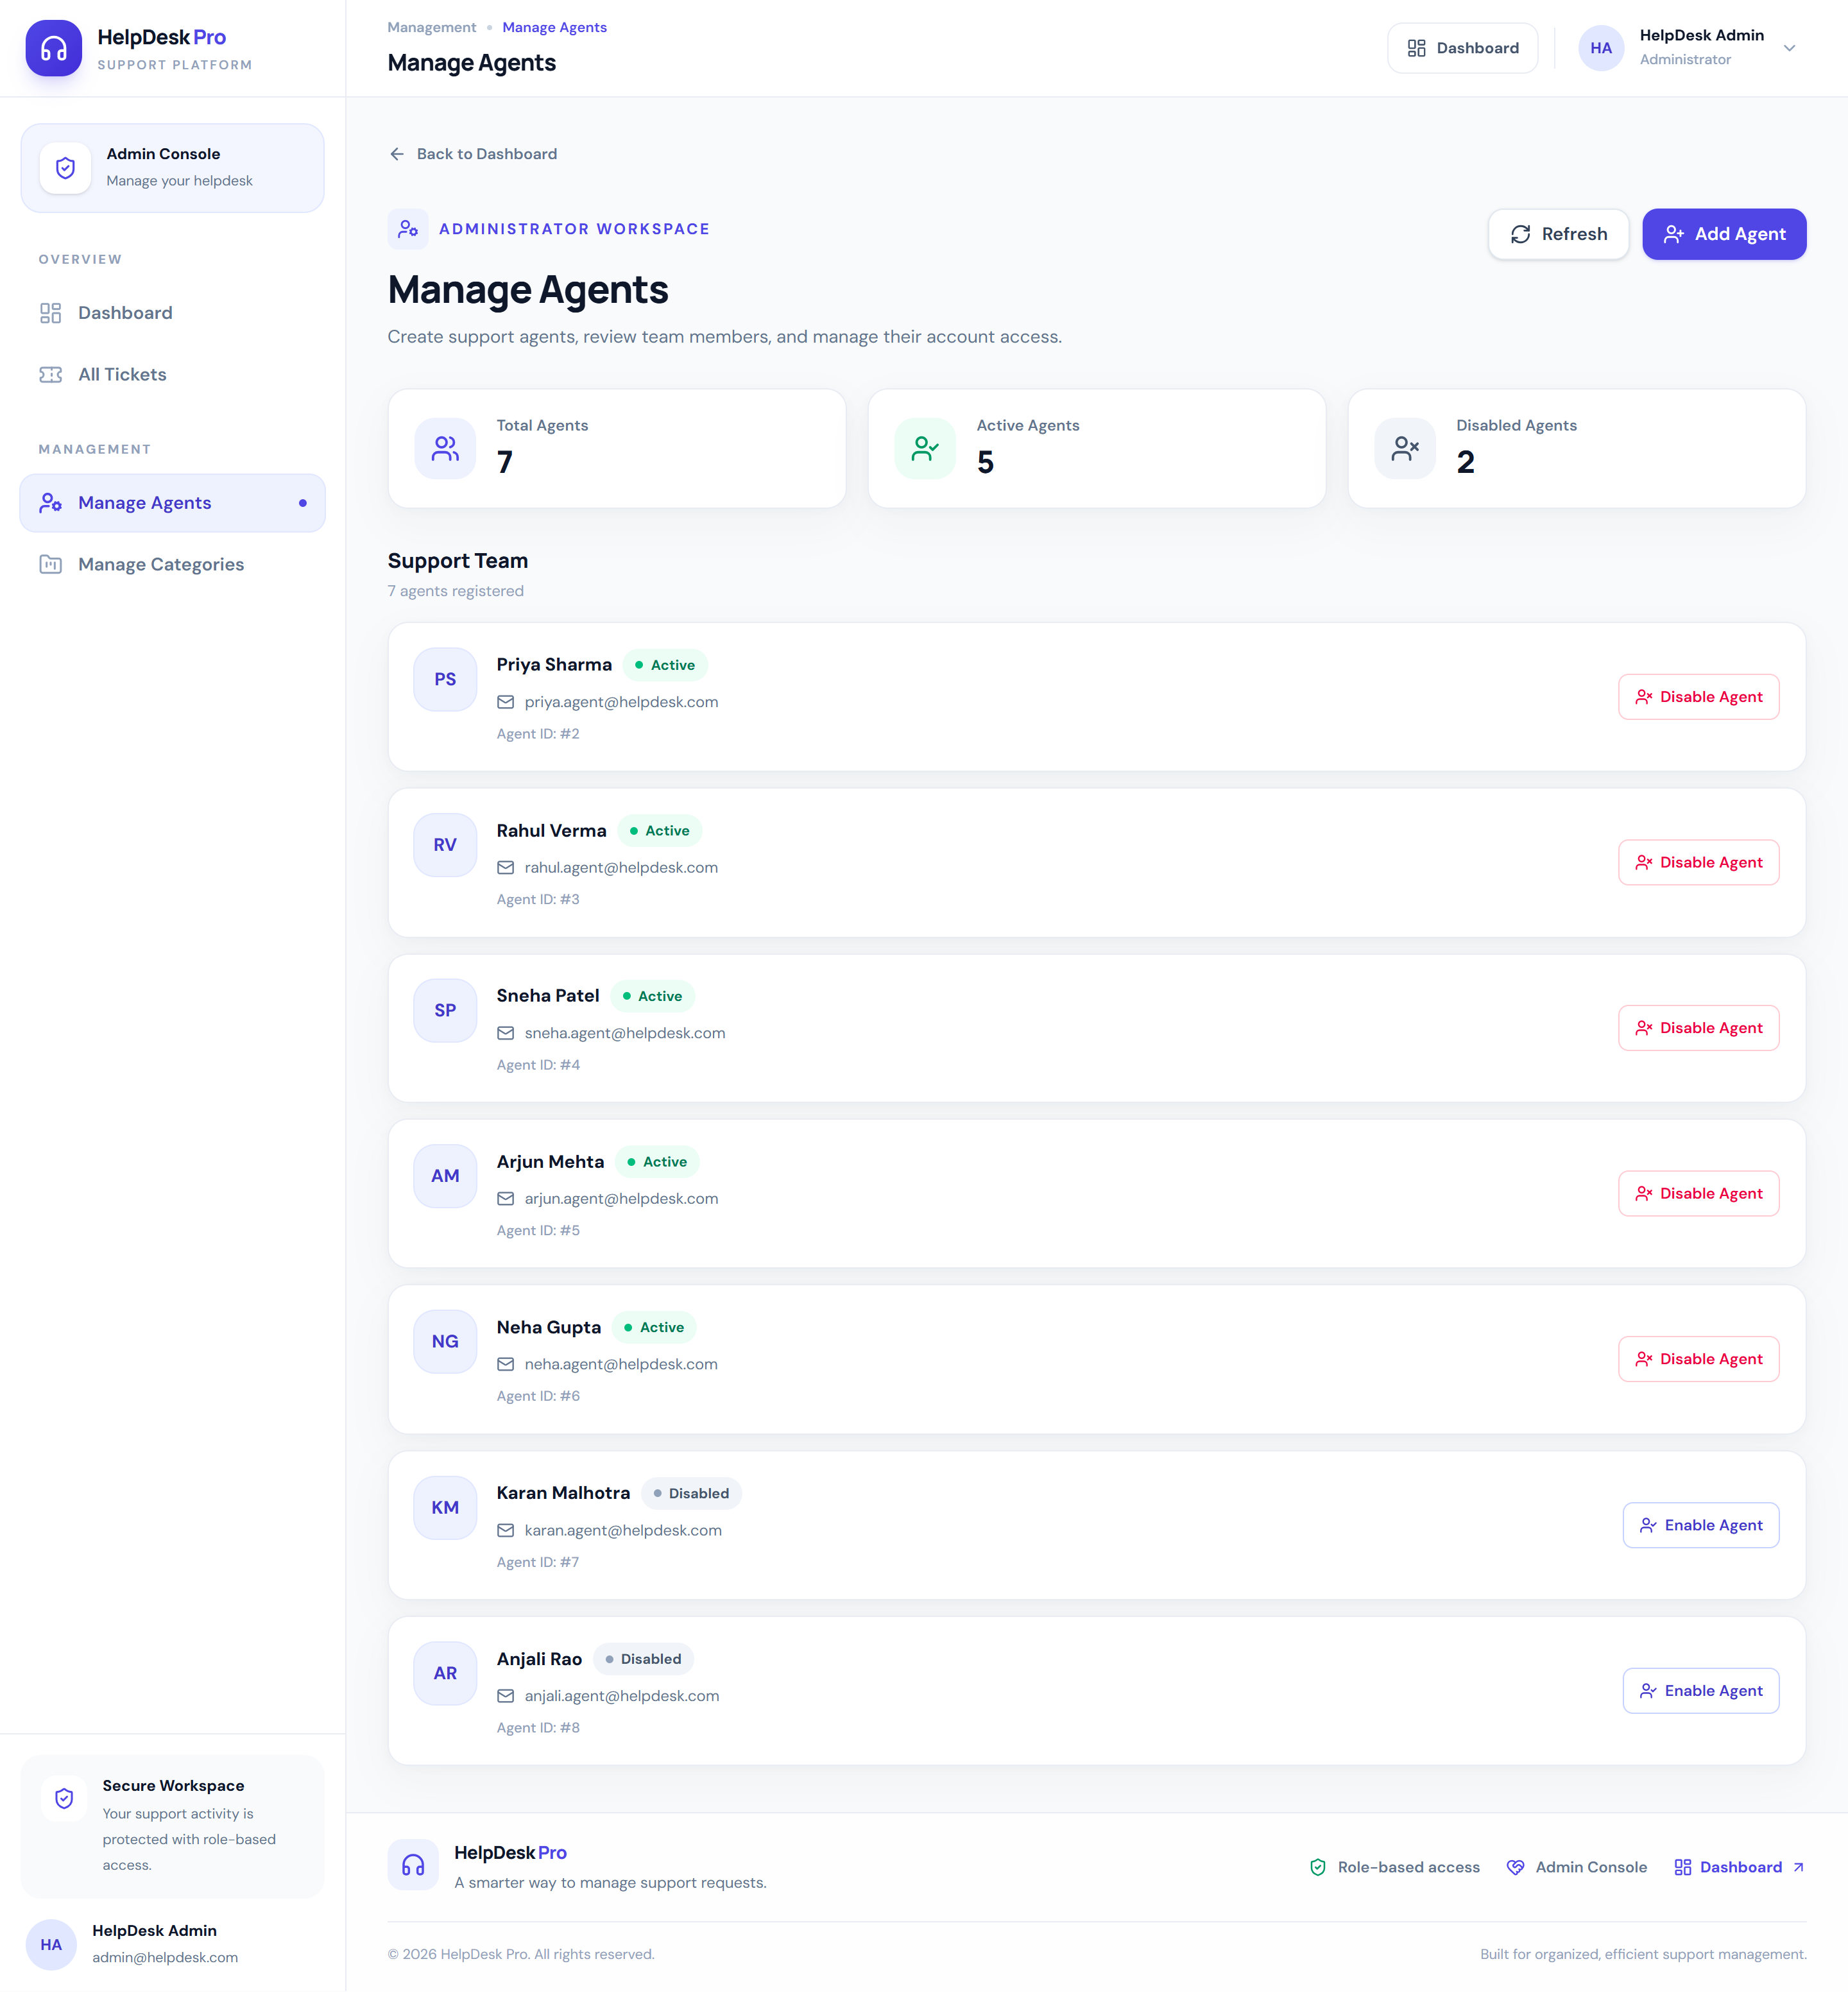 HelpDesk Pro
SUPPORT PLATFORM
Admin Console
Manage your helpdesk
OVERVIEW
Dashboard
All Tickets
MANAGEMENT
Manage Agents
Manage Categories
Secure Workspace
Your support activity is
protected with role-based
access.
HA
HelpDesk Admin
admin@helpdesk.com
Management • Manage Agents
Manage Agents
Dashboard
HA
HelpDesk Admin
Administrator
Back to Dashboard
ADMINISTRATOR WORKSPACE
Manage Agents
Create support agents, review team members, and manage their account access.
Refresh
Add Agent
Total Agents
7
Active Agents
5
Disabled Agents
2
Support Team
7 agents registered
PS
Priya Sharma
Active
priya.agent@helpdesk.com
Agent ID: #2
Disable Agent
RV
Rahul Verma
Active
rahul.agent@helpdesk.com
Agent ID: #3
Disable Agent
SP
Sneha Patel
Active
sneha.agent@helpdesk.com
Agent ID: #4
Disable Agent
AM
Arjun Mehta
Active
arjun.agent@helpdesk.com
Agent ID: #5
Disable Agent
NG
Neha Gupta
Active
neha.agent@helpdesk.com
Agent ID: #6
Disable Agent
KM
Karan Malhotra
Disabled
karan.agent@helpdesk.com
Agent ID: #7
Enable Agent
AR
Anjali Rao
Disabled
anjali.agent@helpdesk.com
Agent ID: #8
Enable Agent
HelpDesk Pro
A smarter way to manage support requests.
Role-based access
Admin Console
Dashboard
© 2026 HelpDesk Pro. All rights reserved.
Built for organized, efficient support management.